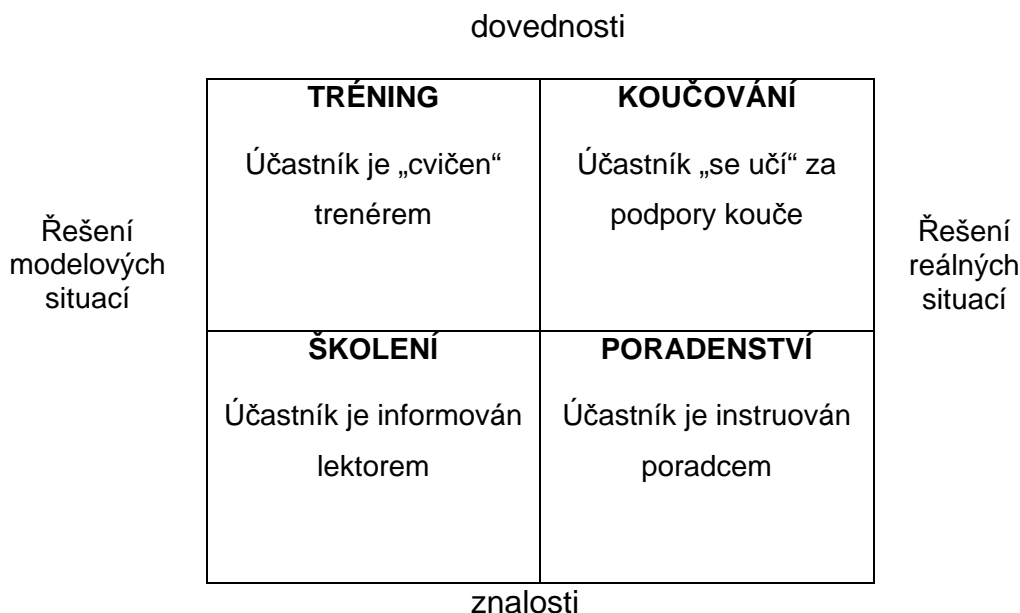 dovednosti
TRÉNING
Účastník je „cvičen“
trenérem
KOUČOVÁNÍ
Účastník „se učí“ za
podpory kouče
Řešení
modelových
situací
Řešení
reálných
situací
ŠKOLENÍ
Účastník je informován
lektorem
PORADENSTVÍ
Účastník je instruován
poradcem
znalosti